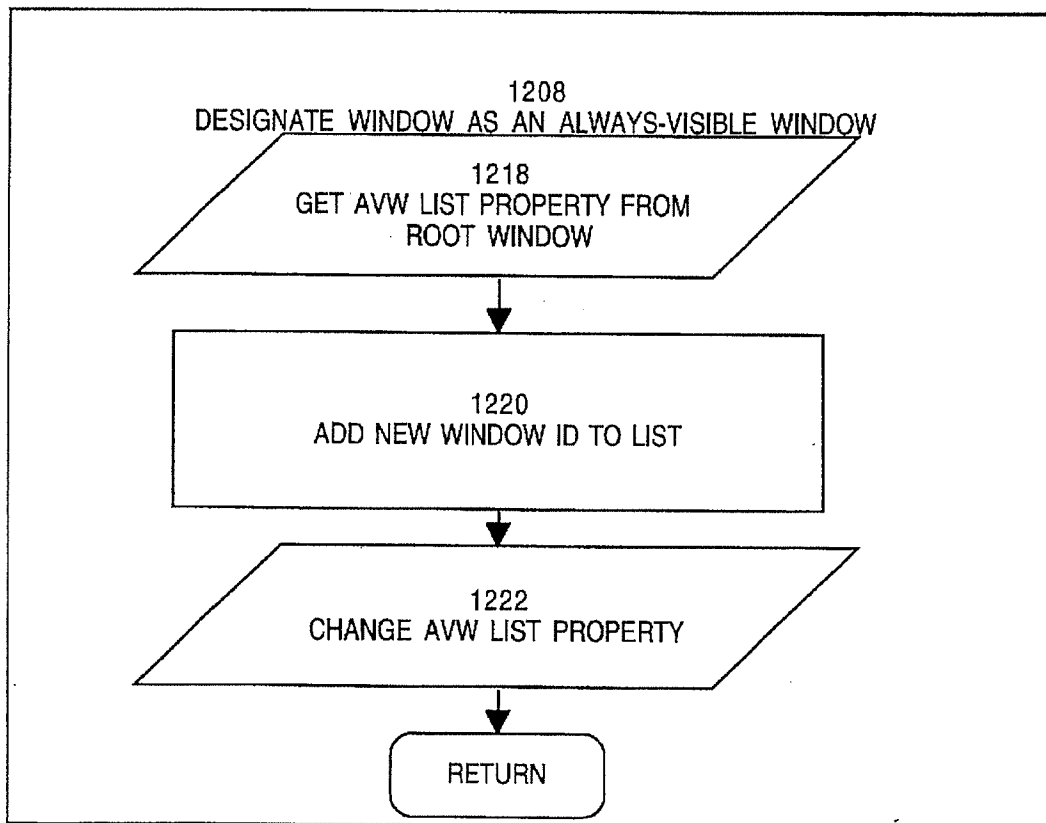 1208
DESIGNATE WINDOW AS AN ALWAYS-VISIBLE WINDOW
1218
GET AVW LIST PROPERTY FROM
ROOT WINDOW
1220
ADD NEW WINDOW ID TO LIST
1222
CHANGE AVW LIST PROPERTY
RETURN